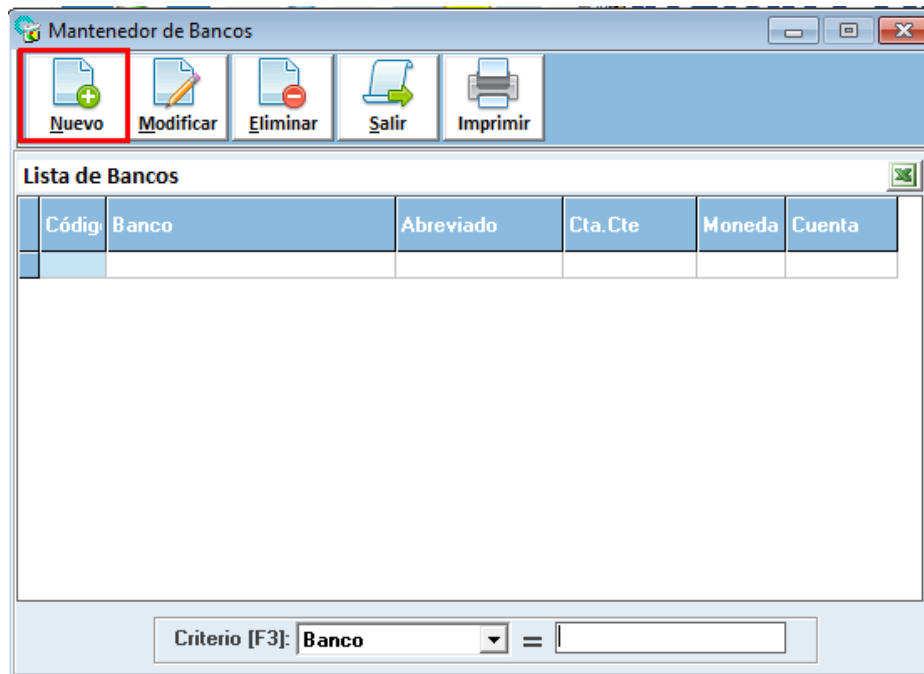 Mantenedor de Bancos
Nuevo Modificar Eliminar Salir Imprimir
Lista de Bancos
Códig Banco Abreviado Cta.Cte Moneda Cuenta
Criterio [F3]: Banco =